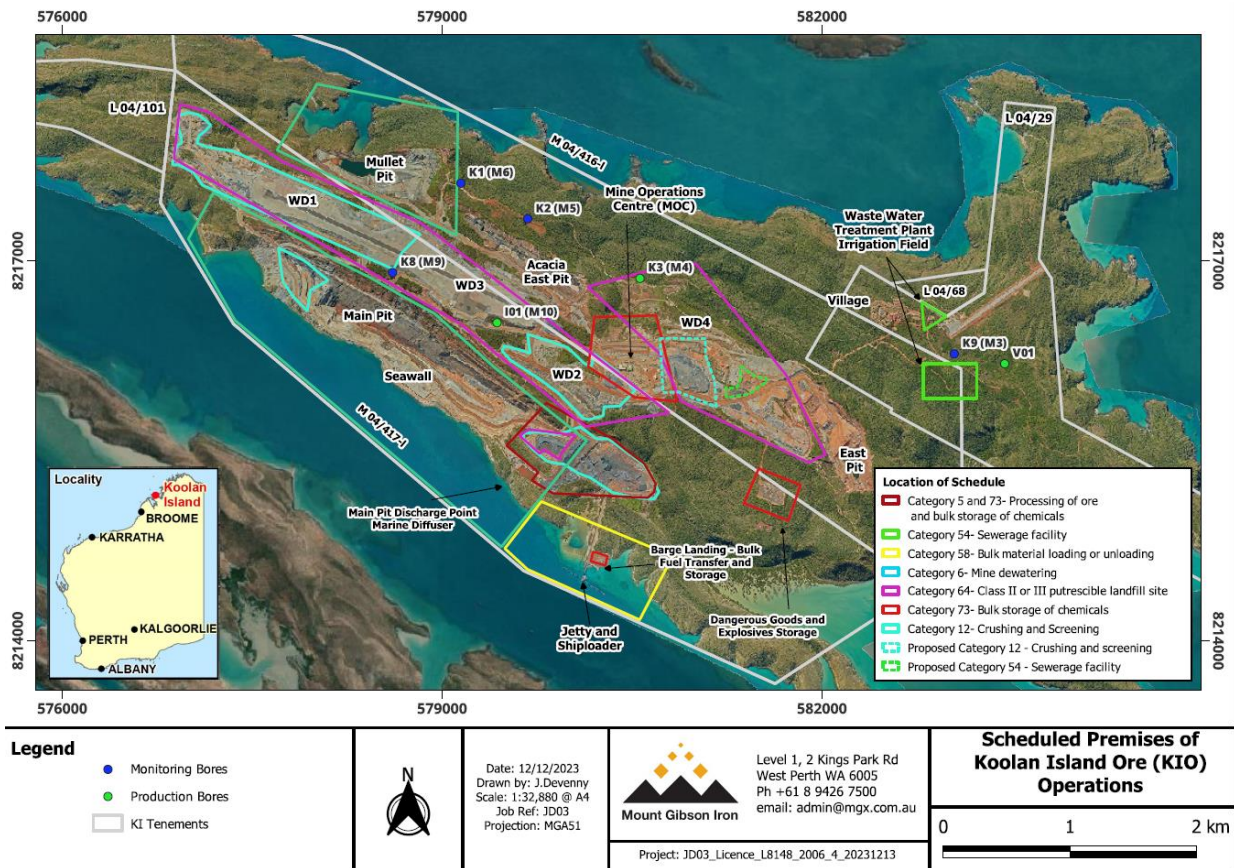 576000
579000
582000
L 04/101
L 04/29
Mullet
Pit
K1 (M6)
M 04/416-I
K2 (M5)
Mine Operations
Centre (MOC)
Waste Water
Treatment Plant
Irrigation Field
WD1
8217000
8217000
K8 (M9)
WD3
Acacia
East Pit
K3 (M4)
L 04/68
Village
I01 (M10)
Main Pit
WD4
K9 (M3)
V01
Seawall
WD2
M 04/417-I
East
Pit
Main Pit Discharge Point
Marine Diffuser
Barge Landing - Bulk
Fuel Transfer and
Storage
Dangerous Goods and
Explosives Storage
Jetty and
Shiploader
Locality
Koolan
Island
BROOME
KARRATHA
KALGOORLIE
PERTH
ALBANY
Location of Schedule
Category 5 and 73- Processing of ore
and bulk storage of chemicals
Category 54- Sewerage facility
Category 58- Bulk material loading or unloading
Category 6- Mine dewatering
Category 64- Class II or III putrescible landfill site
Category 73- Bulk storage of chemicals
Category 12- Crushing and Screening
Proposed Category 12 - Crushing and screening
Proposed Category 54 - Sewerage facility
8214000
8214000
576000
579000
582000
Legend
Monitoring Bores
Production Bores
KI Tenements
N
Date: 12/12/2023
Drawn by: J.Devenny
Scale: 1:32,880 @ A4
Job Ref: JD03
Projection: MGA51
Mount Gibson Iron
Level 1, 2 Kings Park Rd
West Perth WA 6005
Ph +61 8 9426 7500
email: admin@mgx.com.au
Project: JD03_Licence_L8148_2006_4_20231213
Scheduled Premises of
Koolan Island Ore (KIO)
Operations
0 1 2 km